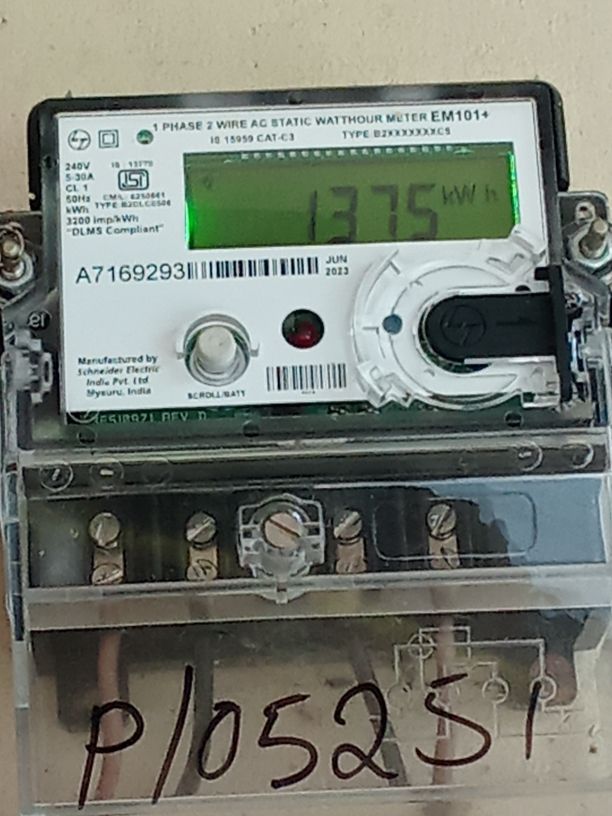 1 PHASE 2 WIRE AC STATIC WATTHOUR METER EM101+
IS 15959 CAT-C3 TYPE B2XXXXXXXCS
240V
5-30A
CL 1
50Hz
kWh
3200 imp/kWh
"DLMS Compliant"
ISI
1375 kWh
A7169293
JUN
2023
Manufactured by
Schneider Electric
India Pvt. Ltd.
Mysuru, India
SCROLL/BATT
P/05251